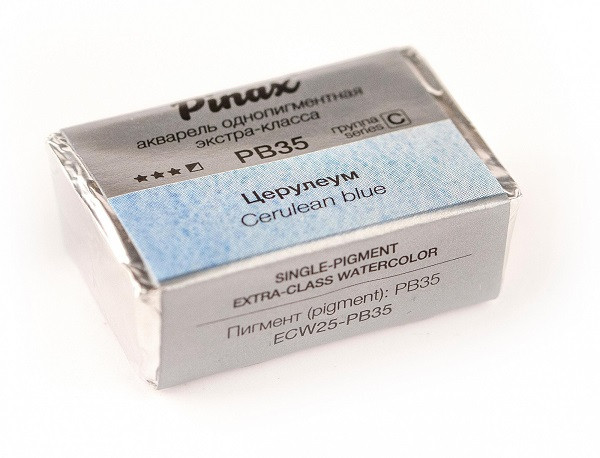 Pinax
акварель однопигментная
экстра-класса
группа
series C
★★★◪ PB35
Церулеум
Cerulean blue
SINGLE-PIGMENT
EXTRA-CLASS WATERCOLOR
Пигмент (pigment): PB35
ECW25-PB35